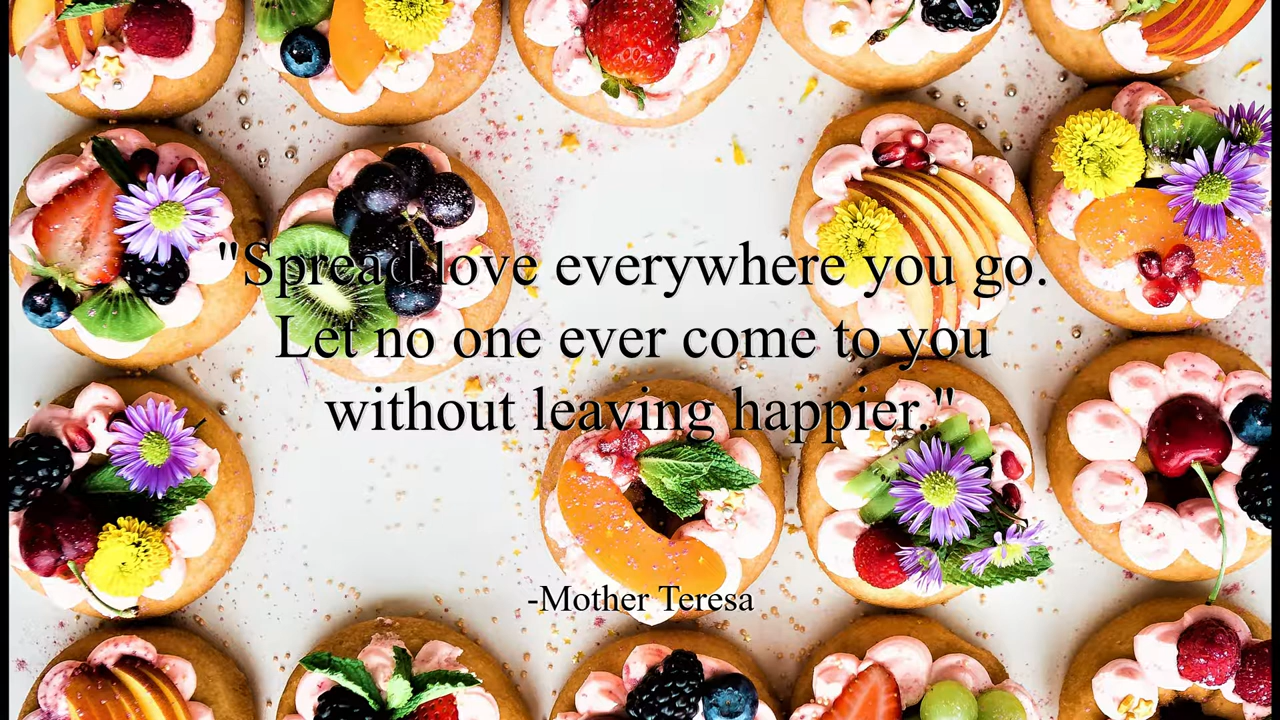 "Spread love everywhere you go.
Let no one ever come to you
without leaving happier."
-Mother Teresa